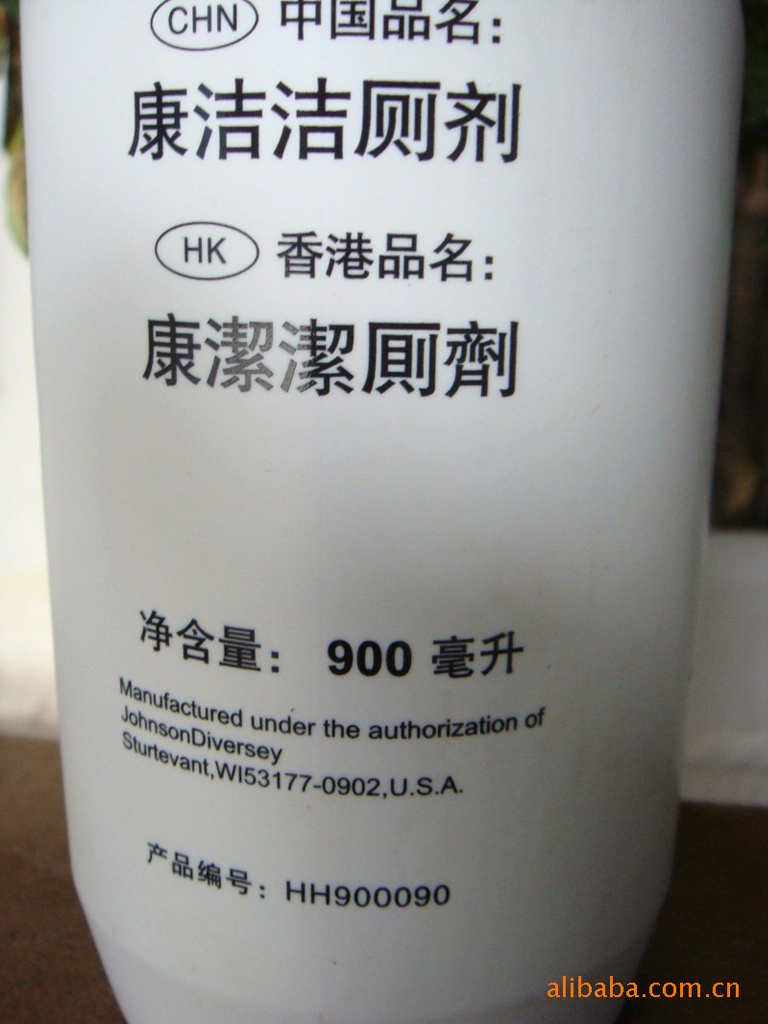 CHN 中国品名:
康洁洁厕剂
HK 香港品名:
康潔潔厠劑
净含量: 900 毫升
Manufactured under the authorization of
JohnsonDiversey
Sturtevant,WI53177-0902,U.S.A.
产品编号: HH900090
alibaba.com.cn